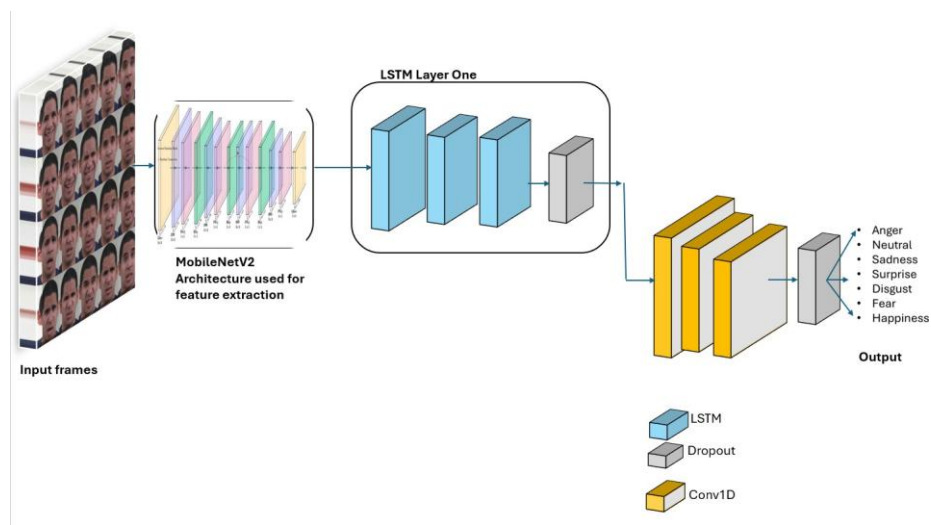 LSTM Layer One
MobileNetV2
Architecture used for
feature extraction
Input frames
• Anger
• Neutral
• Sadness
• Surprise
• Disgust
• Fear
• Happiness
Output
LSTM
Dropout
Conv1D